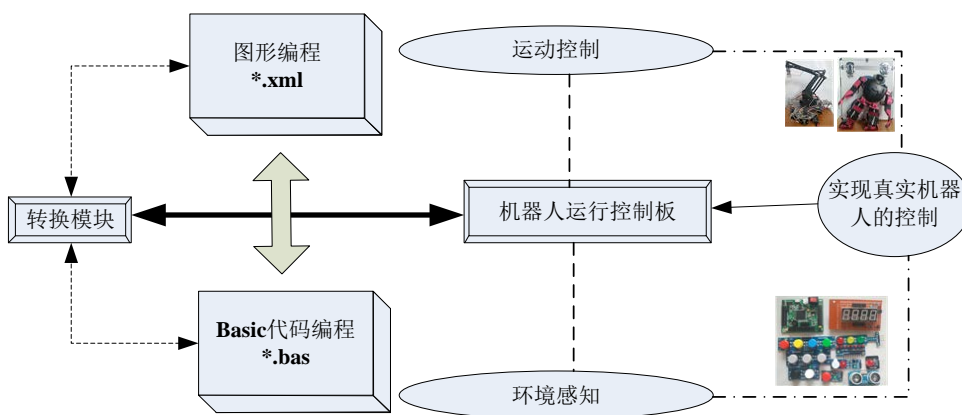 图形编程
*.xml
运动控制
转换模块
机器人运行控制板
实现真实机器
人的控制
Basic代码编程
*.bas
环境感知
8888